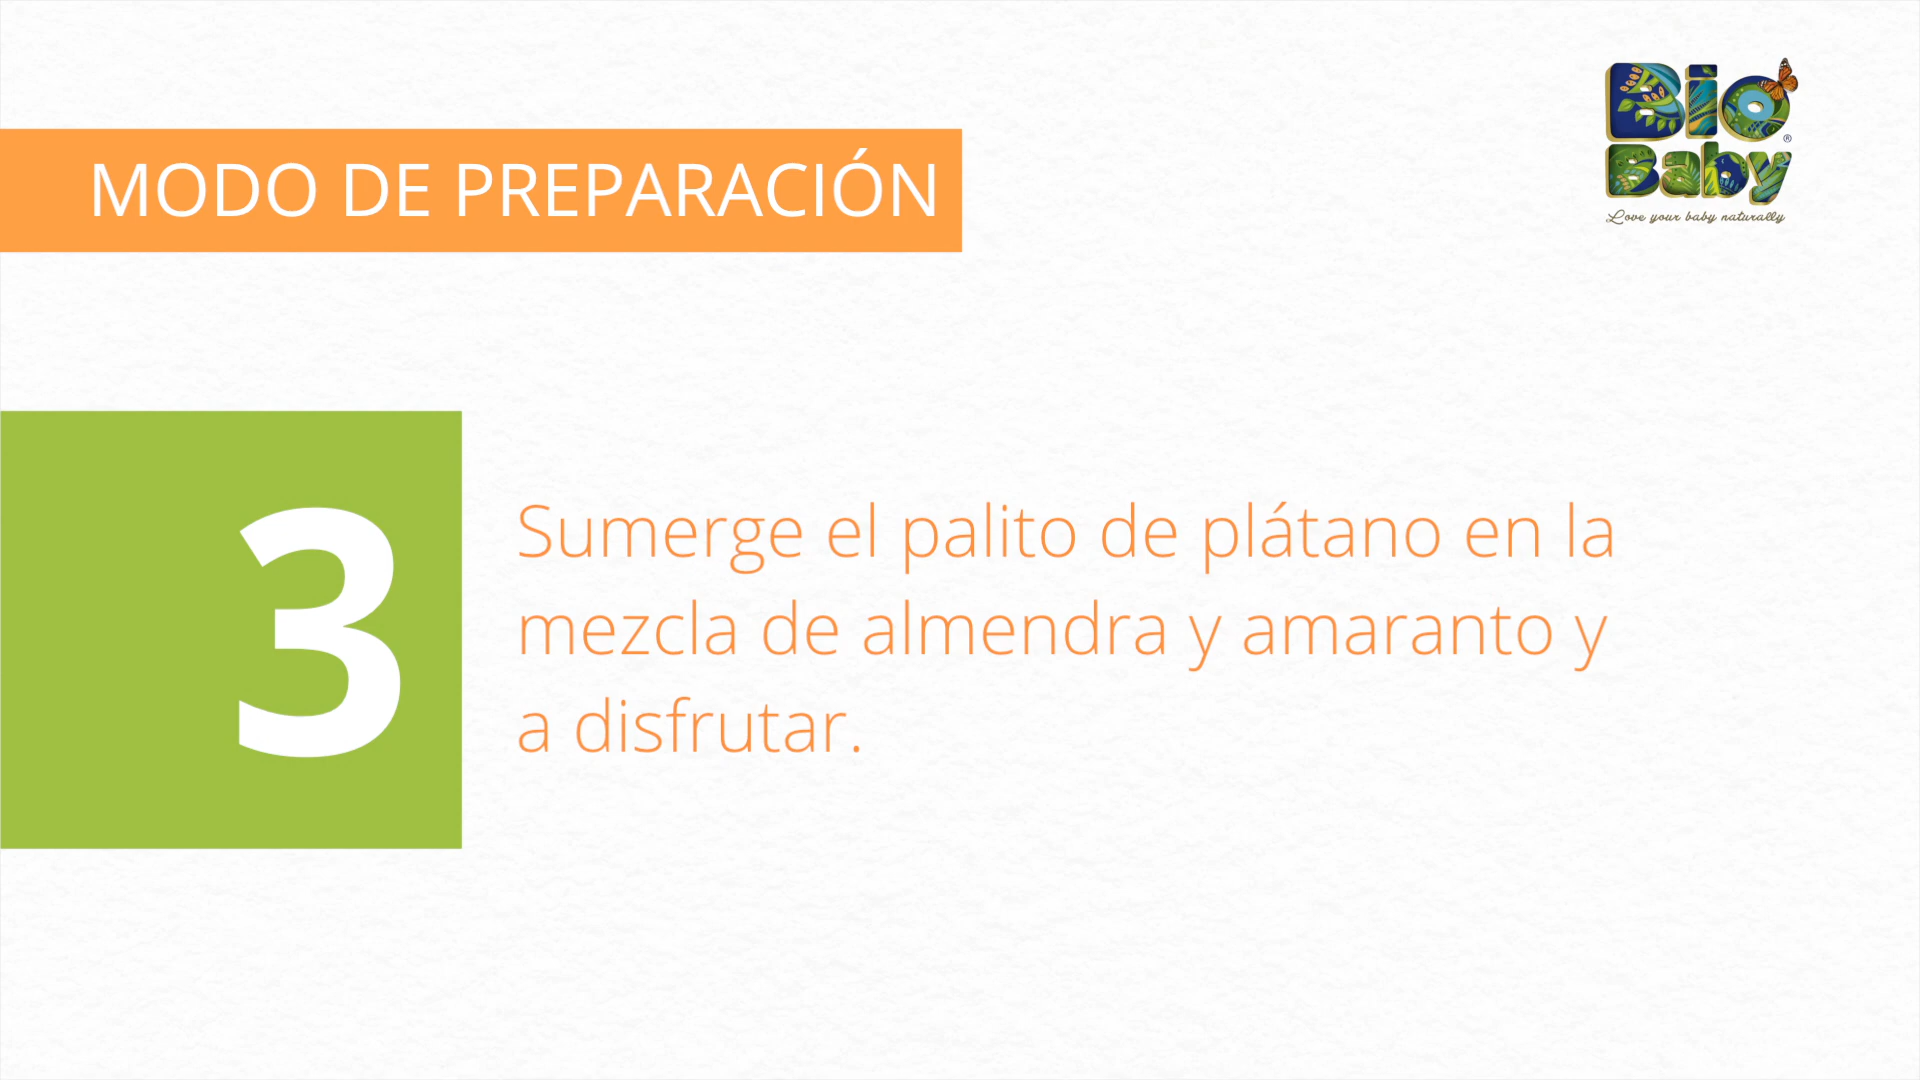 Bio
Baby
®
Love your baby naturally
MODO DE PREPARACIÓN
3
Sumerge el palito de plátano en la
mezcla de almendra y amaranto y
a disfrutar.